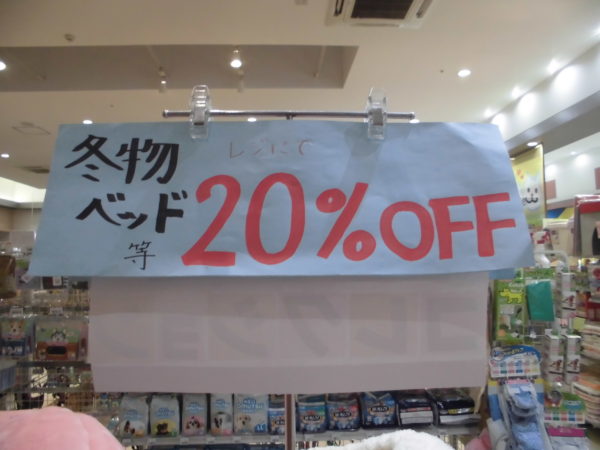 冬物
ベッド
等
レジにて
20%OFF